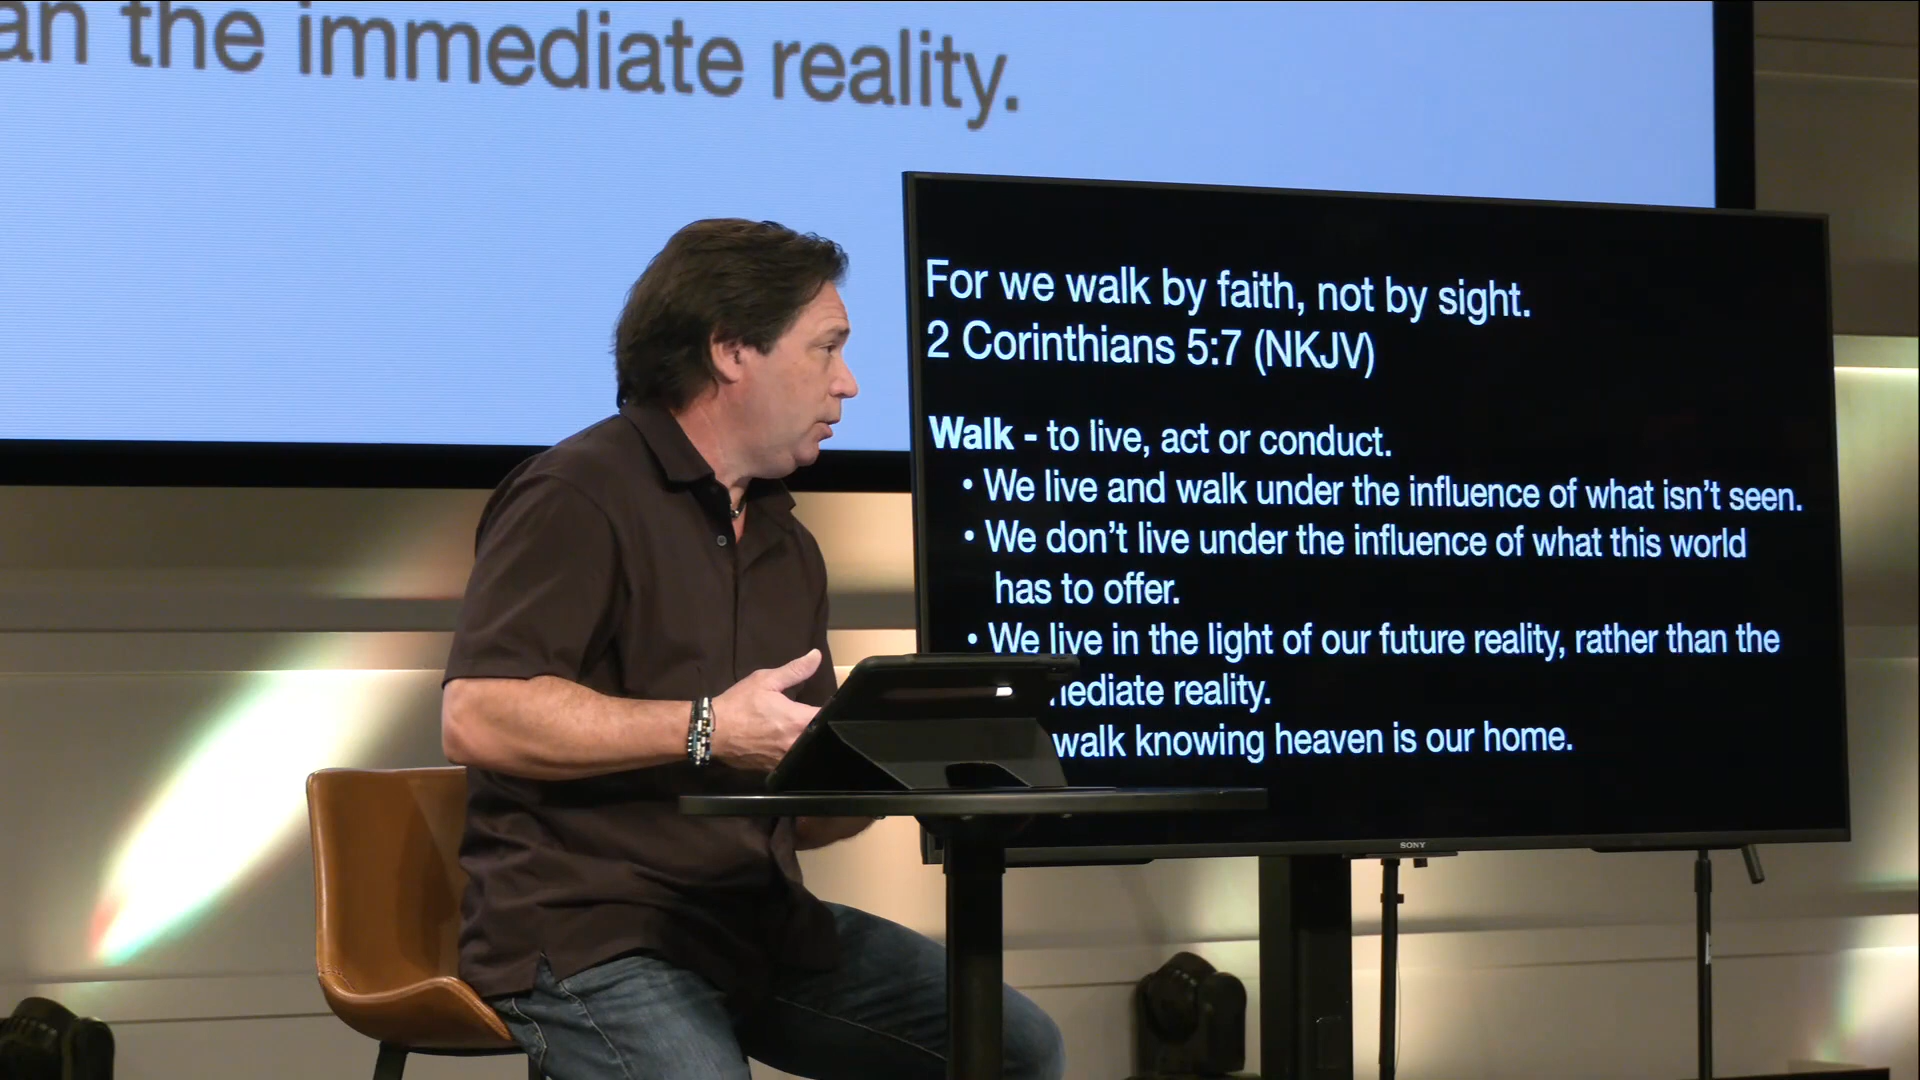 an the immediate reality.
For we walk by faith, not by sight.
2 Corinthians 5:7 (NKJV)
Walk - to live, act or conduct.
• We live and walk under the influence of what isn't seen.
• We don't live under the influence of what this world
has to offer.
• We live in the light of our future reality, rather than the
mediate reality.
walk knowing heaven is our home.
SONY